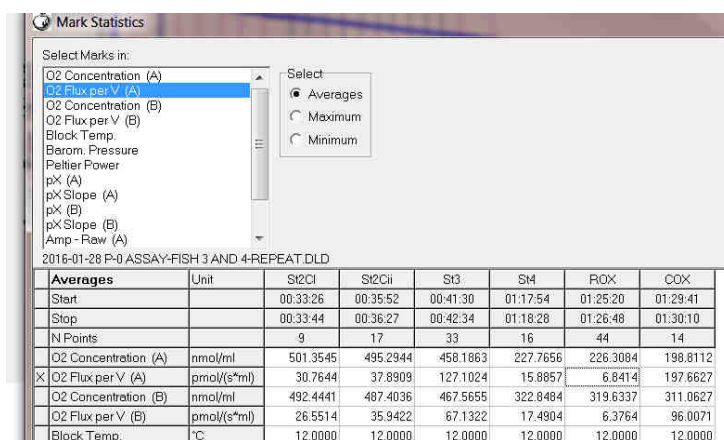 Mark Statistics
Select Marks in:
O2 Concentration (A)
O2 Flux per V (A)
O2 Concentration (B)
O2 Flux per V (B)
Block Temp.
Barom. Pressure
Peltier Power
pX (A)
pX Slope (A)
pX (B)
pX Slope (B)
Amp - Raw (A)
Select
Averages
Maximum
Minimum
2016-01-28 P-0 ASSAY-FISH 3 AND 4-REPEAT.DLD
Averages Unit St2CI St2Cii St3 St4 ROX COX
Start 00:33:26 00:35:52 00:41:30 01:17:54 01:25:20 01:29:41
Stop 00:33:44 00:36:27 00:42:34 01:18:28 01:26:48 01:30:10
N Points 9 17 33 16 44 14
O2 Concentration (A) nmol/ml 501.3545 495.2944 458.1863 227.7656 226.3084 198.8112
X O2 Flux per V (A) pmol/(s*ml) 30.7644 37.8909 127.1024 15.8857 6.8414 197.6627
O2 Concentration (B) nmol/ml 492.4441 487.4036 467.5655 322.8484 319.6337 311.0627
O2 Flux per V (B) pmol/(s*ml) 26.5514 35.9422 67.1322 17.4904 6.3764 96.0071
Block Temp. °C 12.0000 12.0000 12.0000 12.0000 12.0000 12.0000